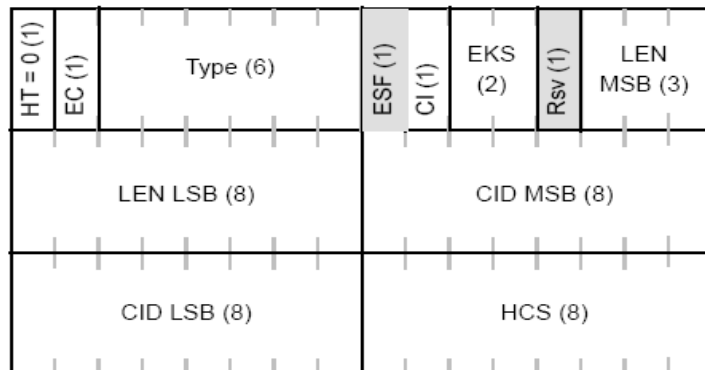 HT = 0 (1)
EC (1)
Type (6)
ESF (1)
CI (1)
EKS
(2)
Rsv (1)
LEN
MSB (3)
LEN LSB (8)
CID MSB (8)
CID LSB (8)
HCS (8)